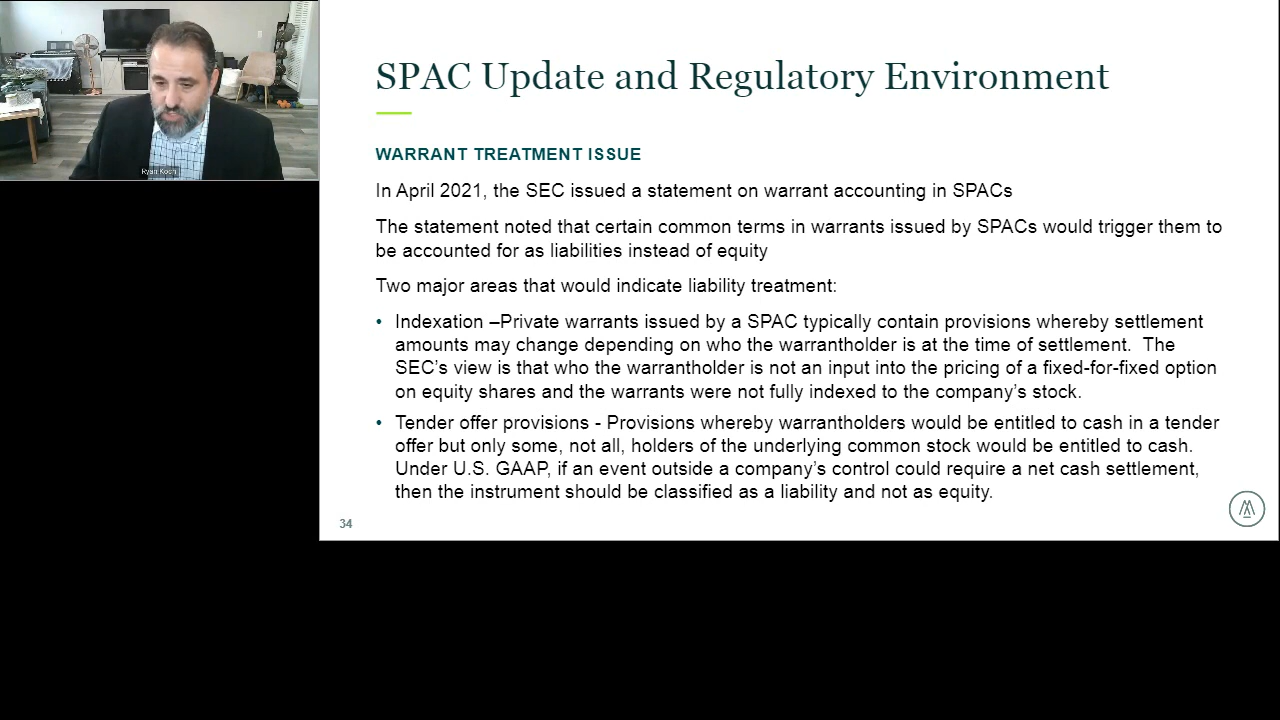 SPAC Update and Regulatory Environment
WARRANT TREATMENT ISSUE
In April 2021, the SEC issued a statement on warrant accounting in SPACs
The statement noted that certain common terms in warrants issued by SPACs would trigger them to
be accounted for as liabilities instead of equity
Two major areas that would indicate liability treatment:
• Indexation –Private warrants issued by a SPAC typically contain provisions whereby settlement
amounts may change depending on who the warrantholder is at the time of settlement.  The
SEC's view is that who the warrantholder is not an input into the pricing of a fixed-for-fixed option
on equity shares and the warrants were not fully indexed to the company's stock.
• Tender offer provisions - Provisions whereby warrantholders would be entitled to cash in a tender
offer but only some, not all, holders of the underlying common stock would be entitled to cash.
Under U.S. GAAP, if an event outside a company's control could require a net cash settlement,
then the instrument should be classified as a liability and not as equity.
34
Ryan Koch